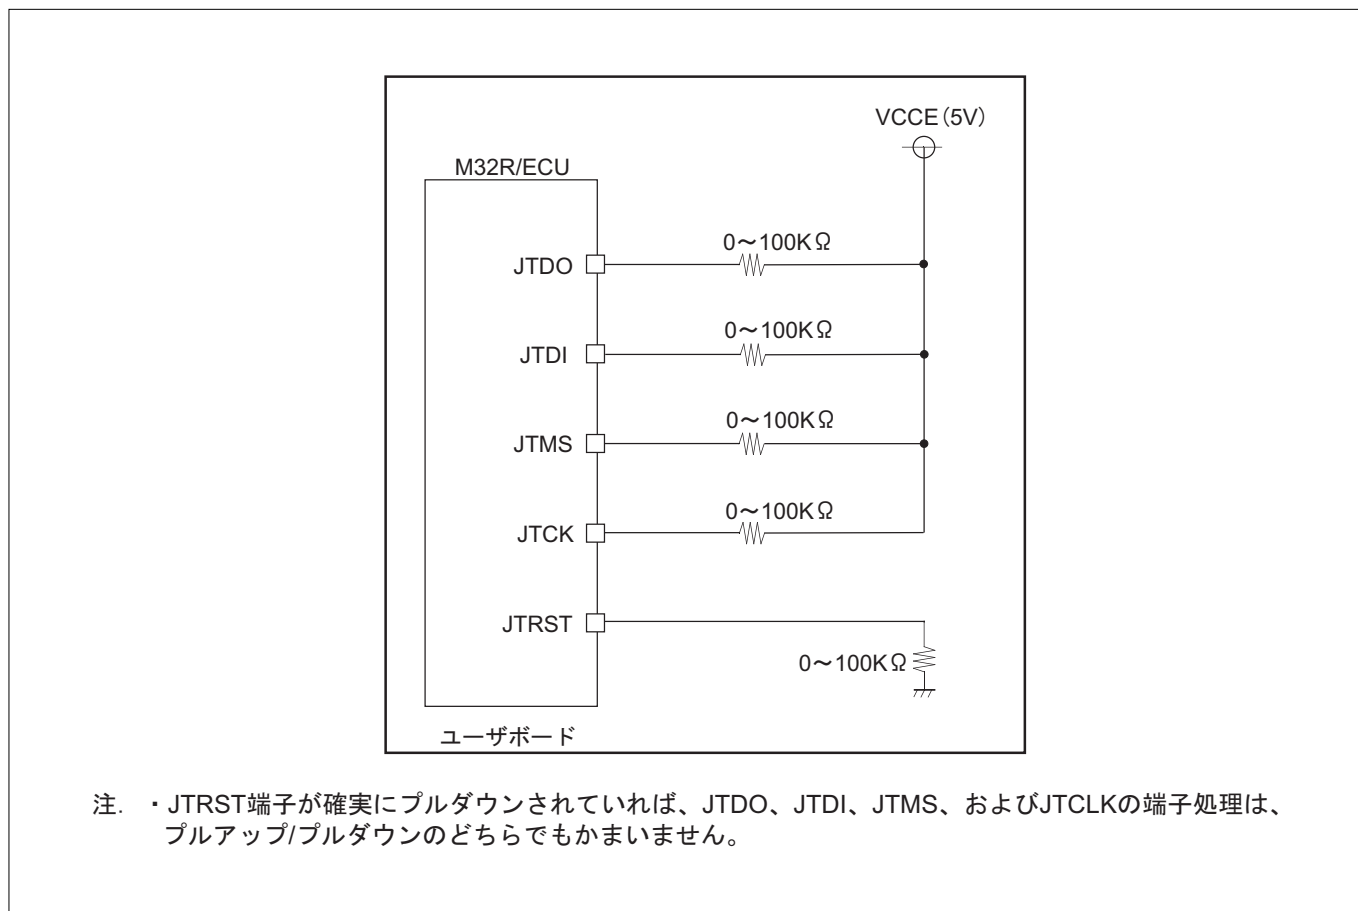 VCCE(5V)
M32R/ECU
0～100KΩ
JTDO
0～100KΩ
JTDI
0～100KΩ
JTMS
0～100KΩ
JTCK
JTRST
0～100KΩ
ユーザボード
注. ・JTRST端子が確実にプルダウンされていれば、JTDO、JTDI、JTMS、およびJTCLKの端子処理は、
プルアップ/プルダウンのどちらでもかまいません。